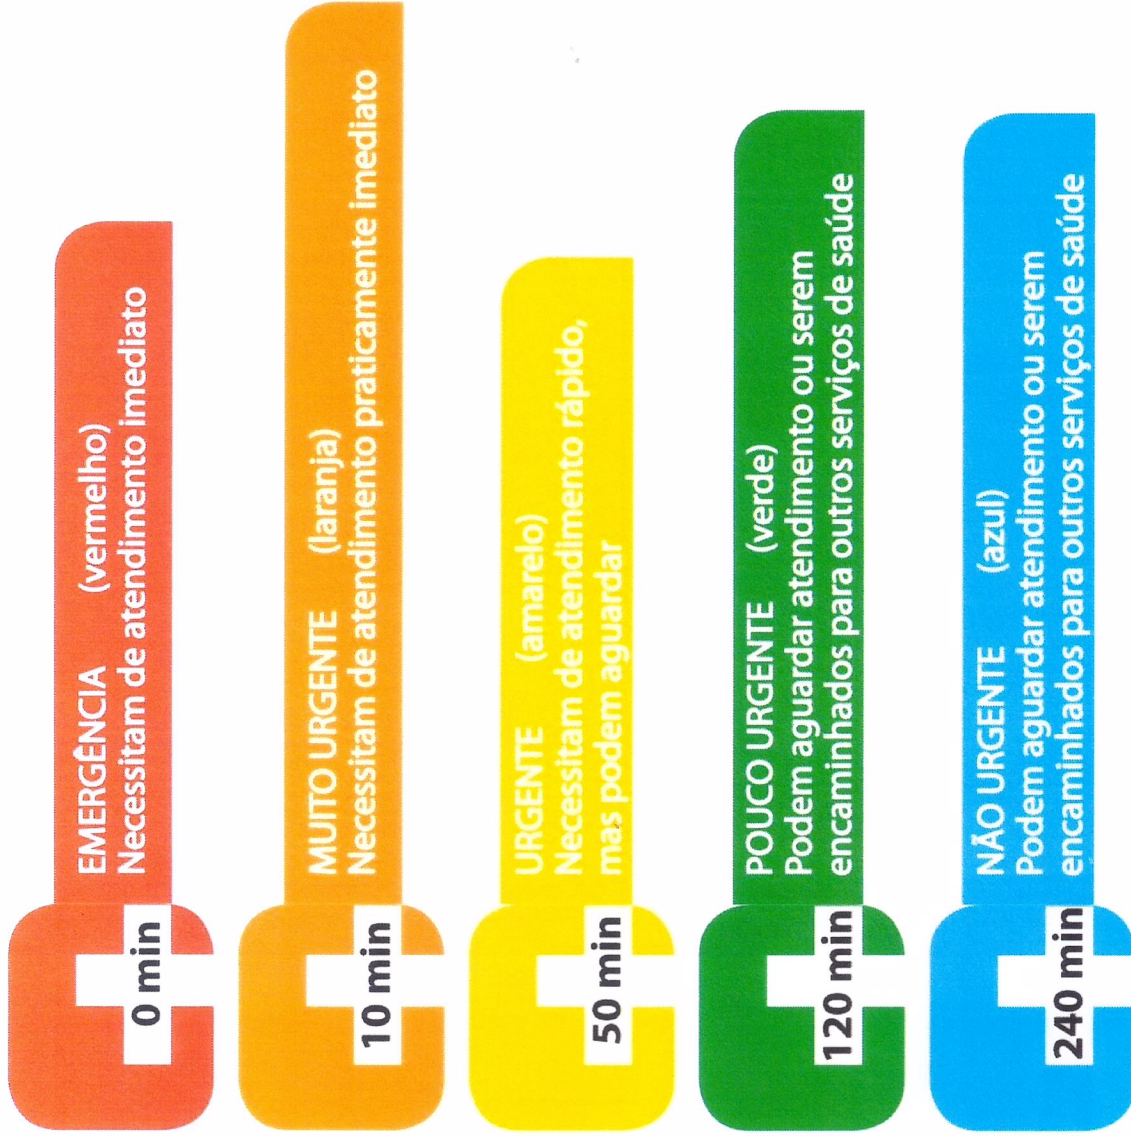 0 min
EMERGÊNCIA (vermelho)
Necessitam de atendimento imediato
10 min
MUITO URGENTE (laranja)
Necessitam de atendimento praticamente imediato
50 min
URGENTE (amarelo)
Necessitam de atendimento rápido,
mas podem aguardar
120 min
POUCO URGENTE (verde)
Podem aguardar atendimento ou serem
encaminhados para outros serviços de saúde
240 min
NÃO URGENTE (azul)
Podem aguardar atendimento ou serem
encaminhados para outros serviços de saúde